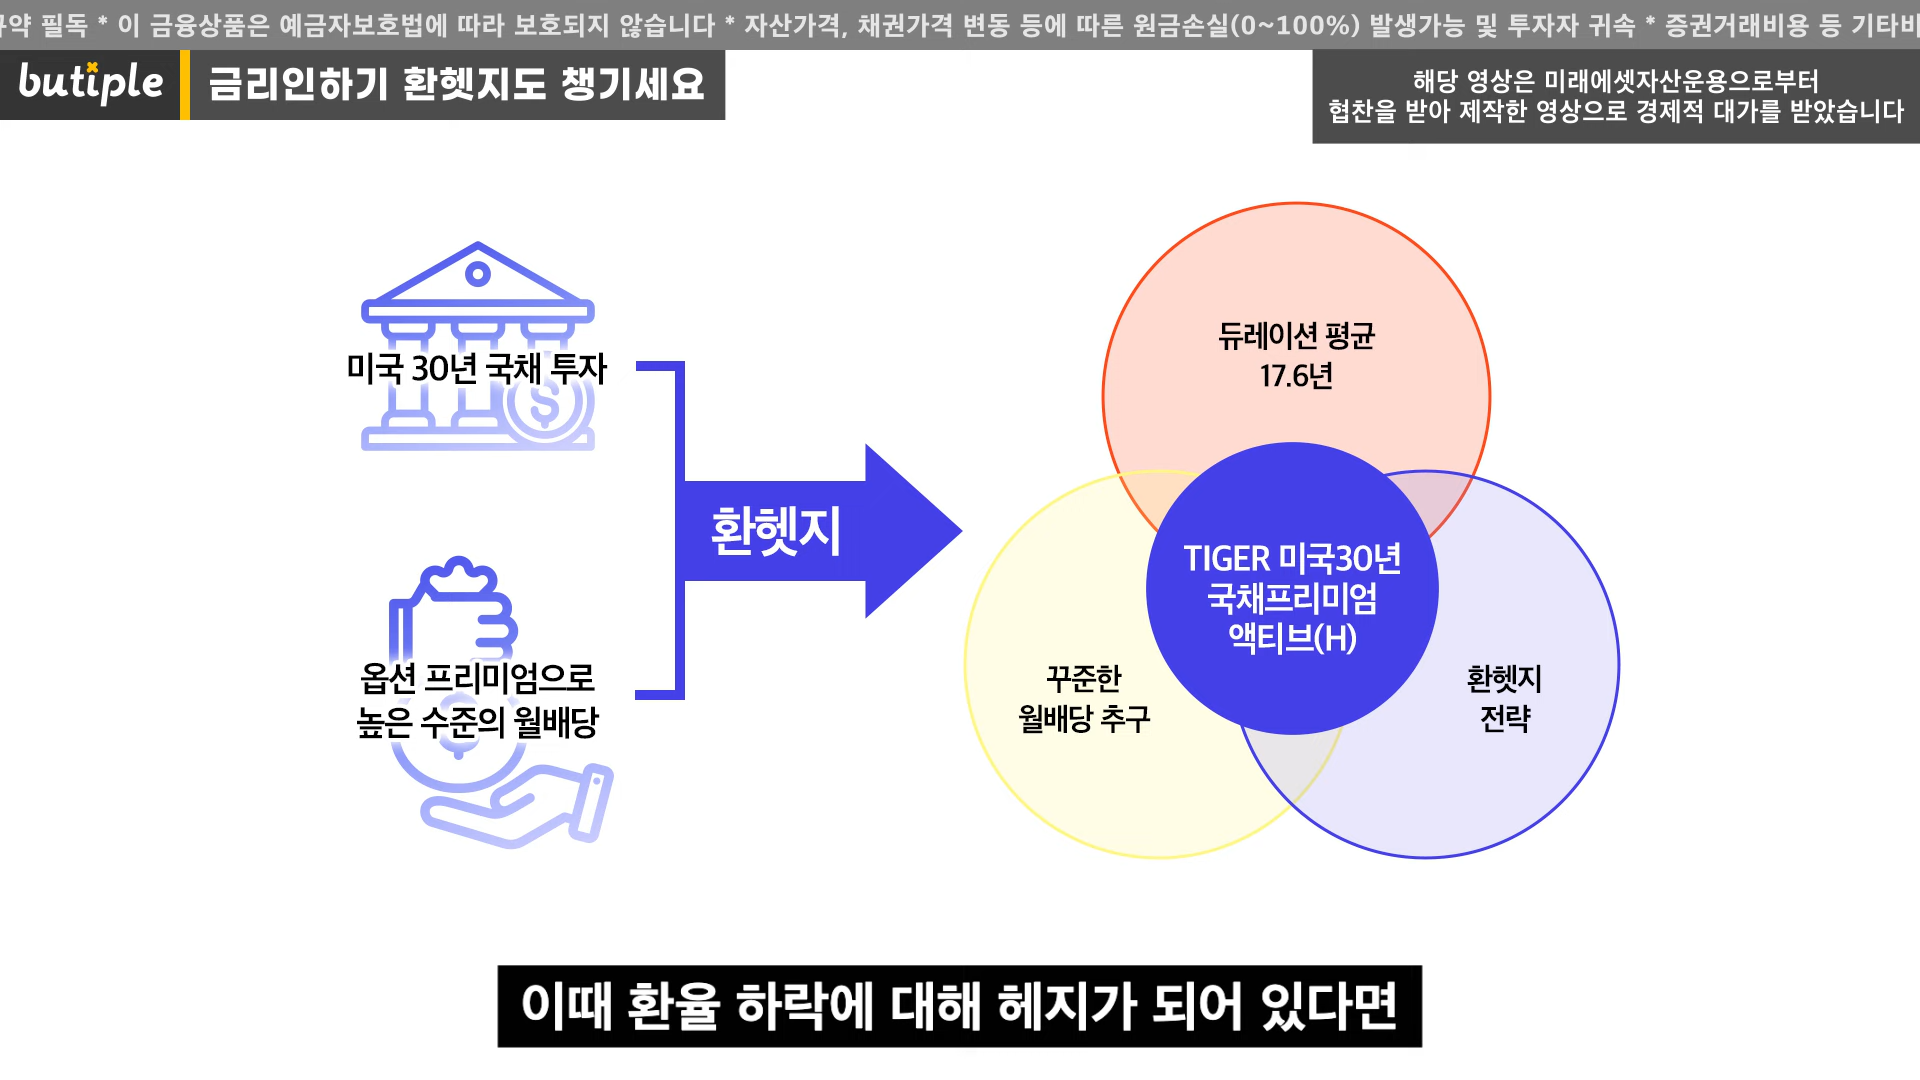 약 필독 * 이 금융상품은 예금자보호법에 따라 보호되지 않습니다 * 자산가격, 채권가격 변동 등에 따른 원금손실(0~100%) 발생가능 및 투자자 귀속 * 증권거래비용 등 기타비
butiple
금리인하기 환헷지도 챙기세요
해당 영상은 미래에셋자산운용으로부터
협찬을 받아 제작한 영상으로 경제적 대가를 받았습니다
미국 30년 국채 투자
옵션 프리미엄으로
높은 수준의 월배당
환헷지
듀레이션 평균
17.6년
TIGER 미국30년
국채프리미엄
액티브(H)
꾸준한
월배당 추구
환헷지
전략
이때 환율 하락에 대해 헤지가 되어 있다면